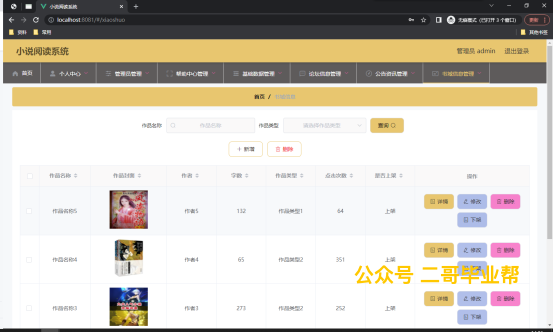 小说阅读系统
localhost:8081/#/xiaoshuo
无痕模式（已打开 3 个窗口）
更新
资料 常用 其他书签
小说阅读系统 管理员 admin 退出登录
首页 个人中心 管理员管理 帮助中心管理 基础数据管理 论坛信息管理 公告资讯管理 书城信息管理
首页 / 书城信息
作品名称 作品名称 作品类型 请选择作品类型 查询
+ 新增 删除
作品名称 作品封面 作者 字数 作品类型 点击次数 是否上架 操作
作品名称5 作者5 132 作品类型1 64 上架 详情 修改 删除
下架
作品名称4 作者4 65 作品类型2 351 上架 详情 修改 删除
下架
公众号 二哥毕业帮
作品名称3 作者3 273 作品类型2 252 上架 详情 修改 删除
下架